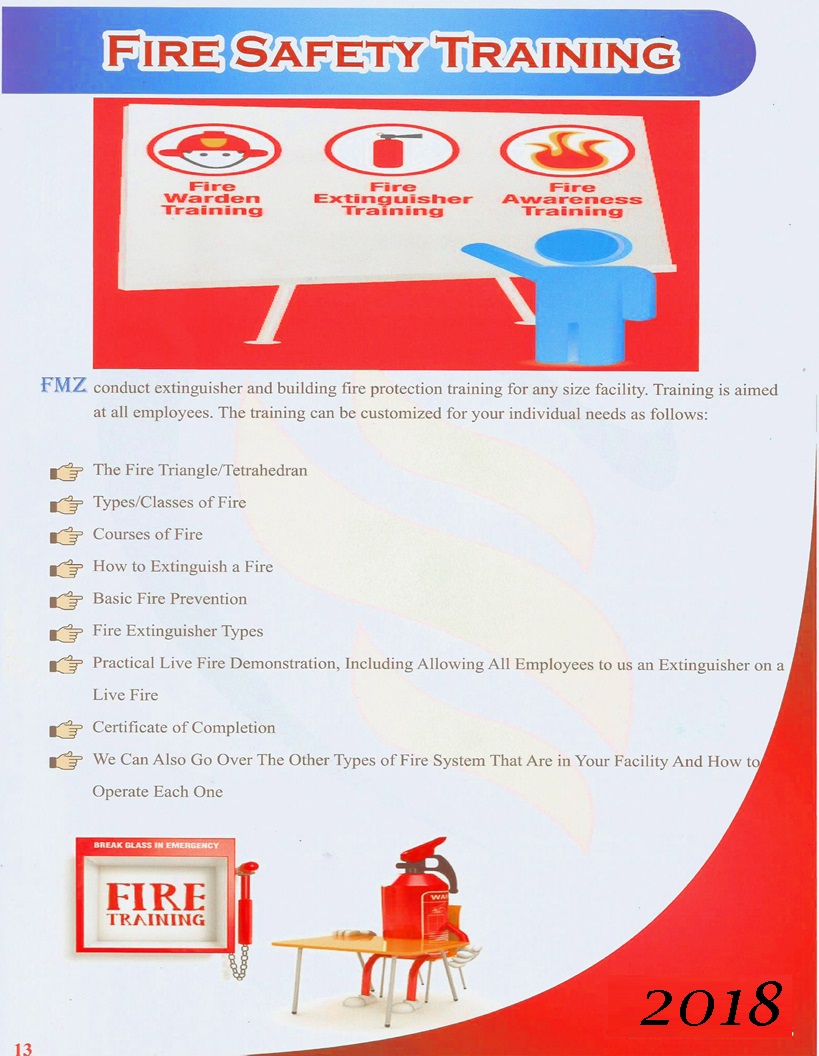 FIRE SAFETY TRAINING
Fire
Warden
Training
Fire
Extinguisher
Training
Fire
Awareness
Training
FMZ conduct extinguisher and building fire protection training for any size facility. Training is aimed
at all employees. The training can be customized for your individual needs as follows:
The Fire Triangle/Tetrahedran
Types/Classes of Fire
Courses of Fire
How to Extinguish a Fire
Basic Fire Prevention
Fire Extinguisher Types
Practical Live Fire Demonstration, Including Allowing All Employees to us an Extinguisher on a
Live Fire
Certificate of Completion
We Can Also Go Over The Other Types of Fire System That Are in Your Facility And How to
Operate Each One
BREAK GLASS IN EMERGENCY
FIRE
TRAINING
WAR
2018
13